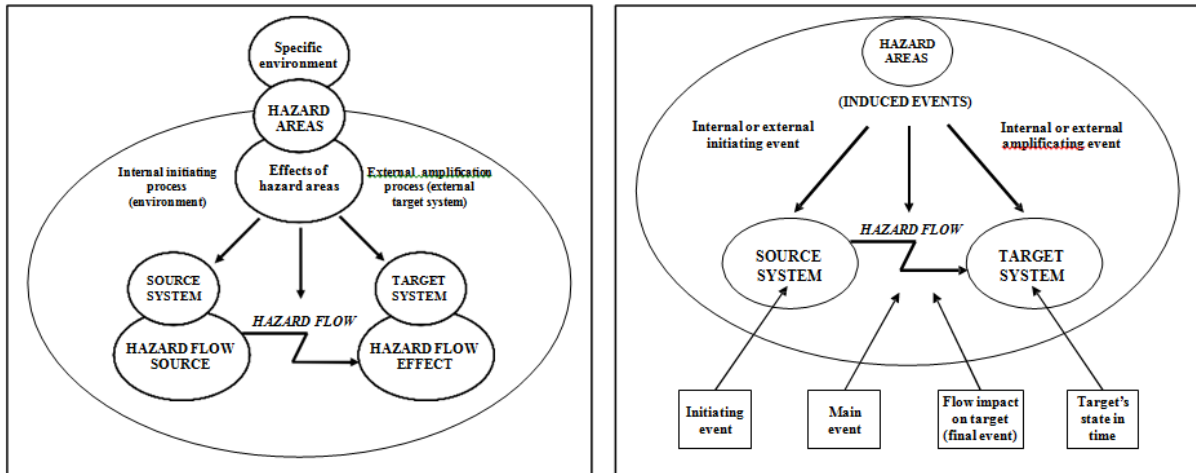 Specific
environment
HAZARD
AREAS
Effects of
hazard areas
Internal initiating
process
(environment)
External amplification
process (external
target system)
SOURCE
SYSTEM
TARGET
SYSTEM
HAZARD FLOW
HAZARD FLOW
SOURCE
HAZARD FLOW
EFFECT
HAZARD
AREAS
(INDUCED EVENTS)
Internal or external
initiating event
Internal or external
amplificating event
HAZARD FLOW
SOURCE
SYSTEM
TARGET
SYSTEM
Initiating
event
Main
event
Flow impact
on target
(final event)
Target's
state in
time